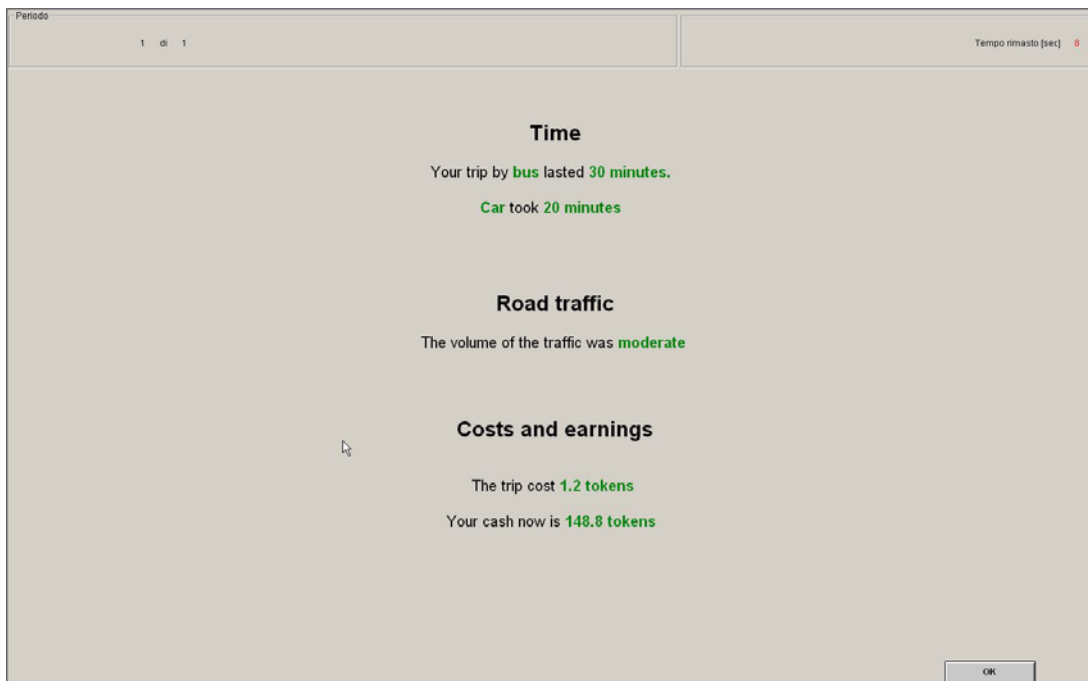 Periodo
1 di 1
Tempo rimasto [sec] 8
Time
Your trip by bus lasted 30 minutes.
Car took 20 minutes
Road traffic
The volume of the traffic was moderate
Costs and earnings
The trip cost 1.2 tokens
Your cash now is 148.8 tokens
OK